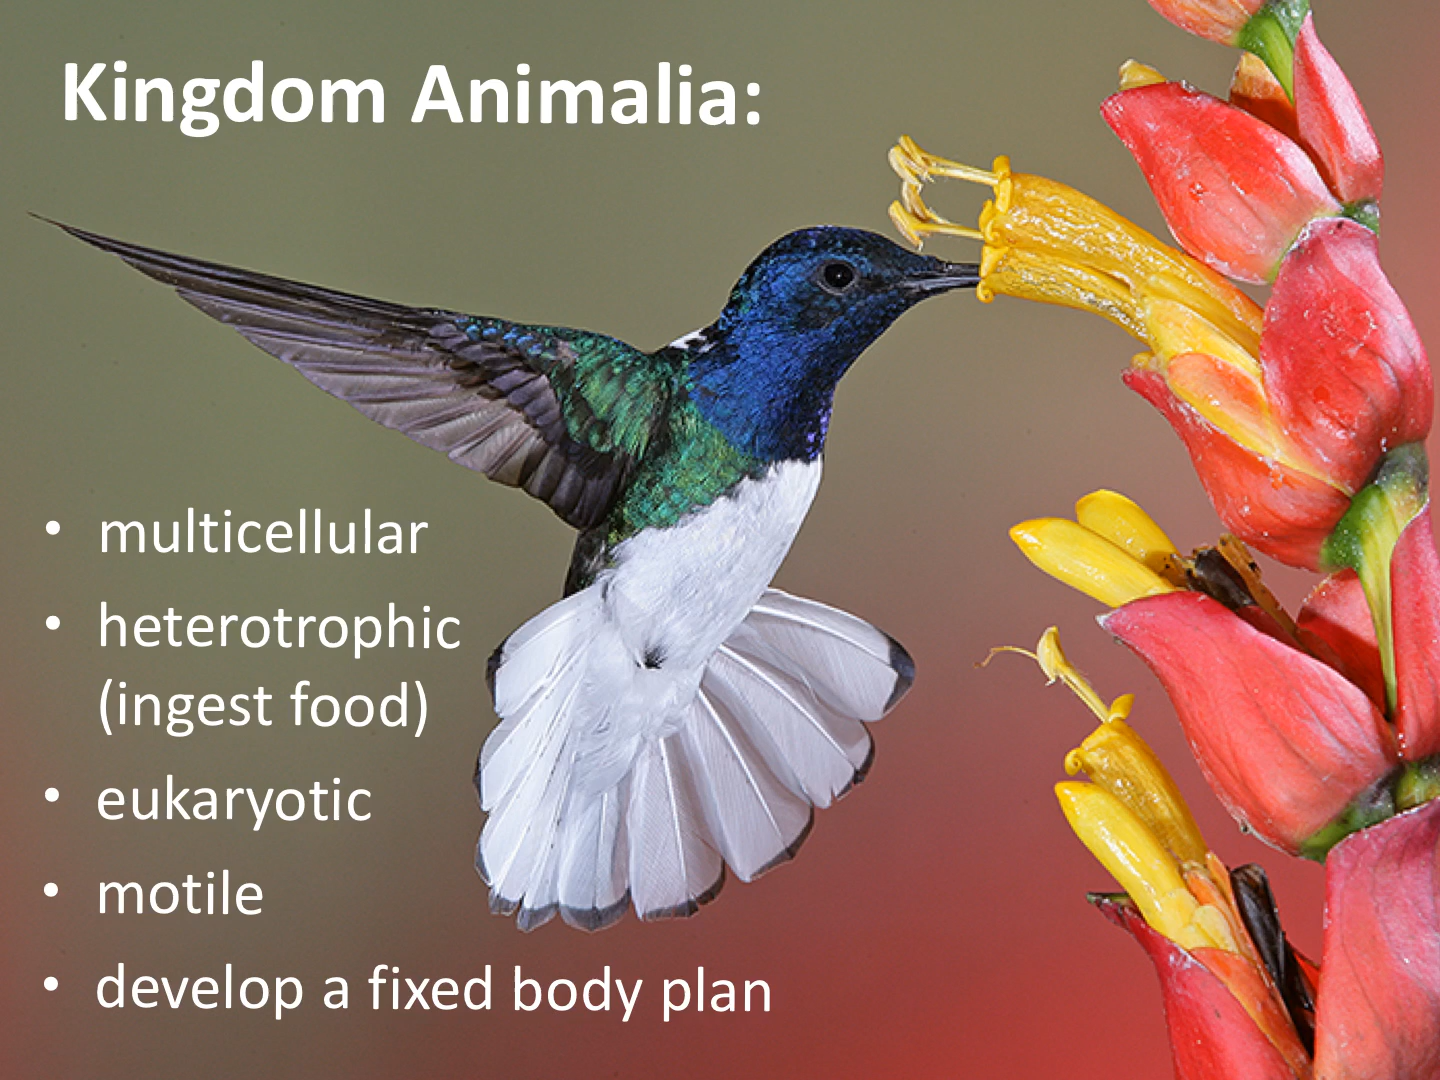 Kingdom Animalia:
• multicellular
• heterotrophic
(ingest food)
• eukaryotic
• motile
• develop a fixed body plan